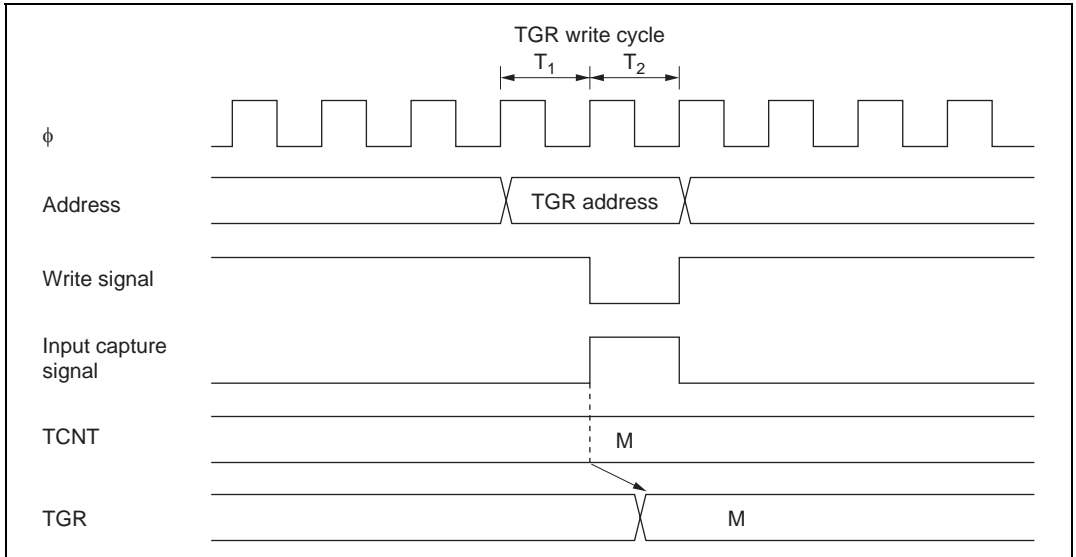 TGR write cycle
T₁ T₂
ϕ
Address TGR address
Write signal
Input capture
signal
TCNT M
TGR M